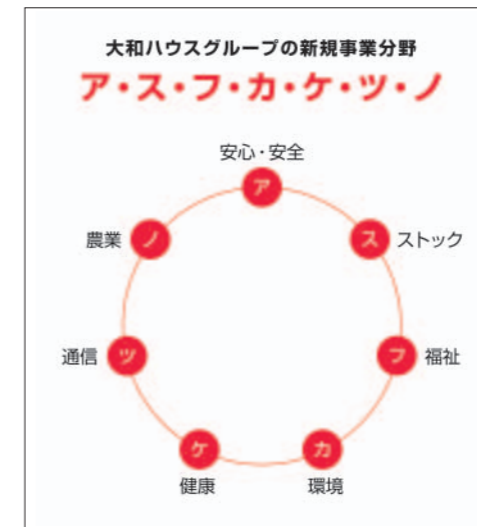 大和ハウスグループの新規事業分野
ア・ス・フ・カ・ケ・ツ・ノ
安心・安全
ア
農業
ノ
ス
ストック
通信
ツ
フ
福祉
ケ
カ
健康
環境